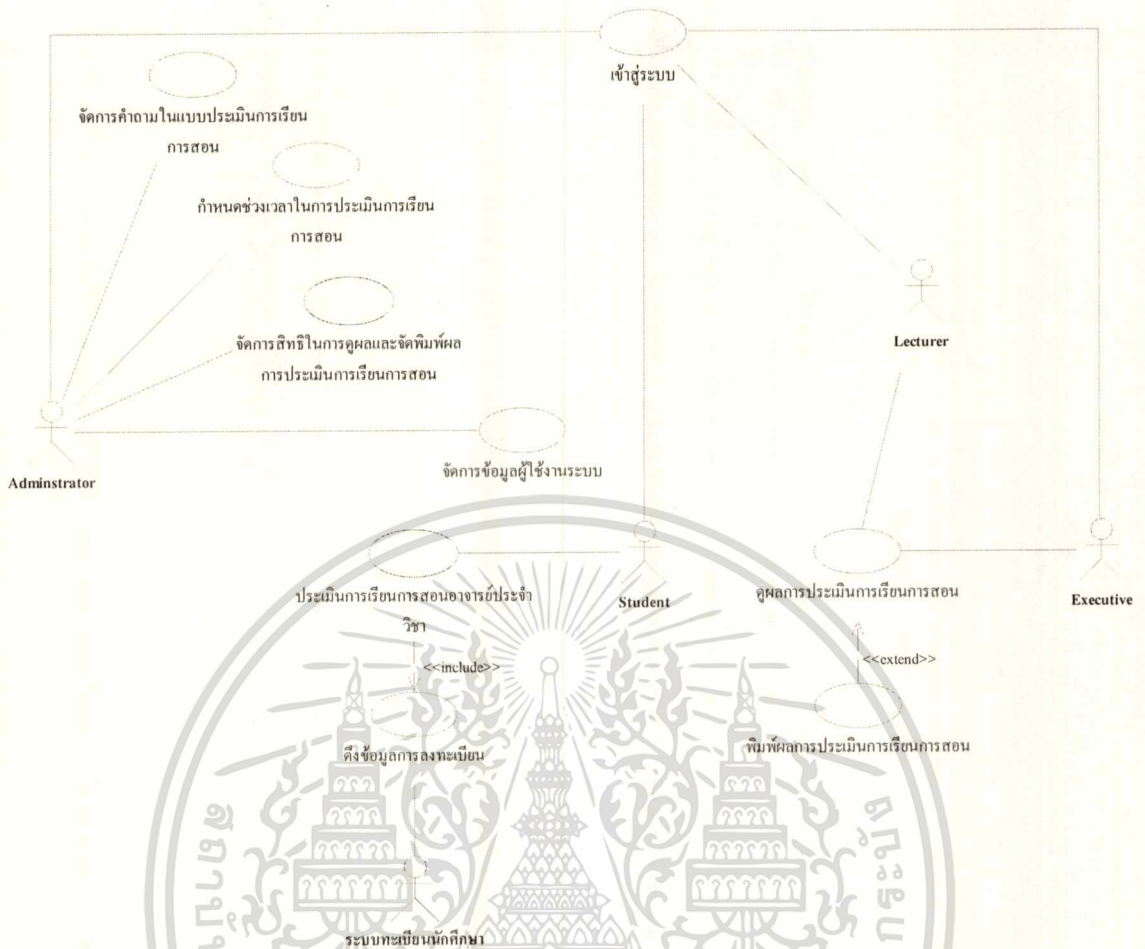 เข้าสู่ระบบ
จัดการคำถามในแบบประเมินการเรียน
การสอน
กำหนดช่วงเวลาในการประเมินการเรียน
การสอน
จัดการสิทธิในการดูผลและจัดพิมพ์ผล
การประเมินการเรียนการสอน
Lecturer
Adminstrator
จัดการข้อมูลผู้ใช้งานระบบ
ประเมินการเรียนการสอนอาจารย์ประจำ
วิชา
Student
ดูผลการประเมินการเรียนการสอน
Executive
<<include>>
<<extend>>
ดึงข้อมูลการลงทะเบียน
พิมพ์ผลการประเมินการเรียนการสอน
ระบบทะเบียนนักศึกษา